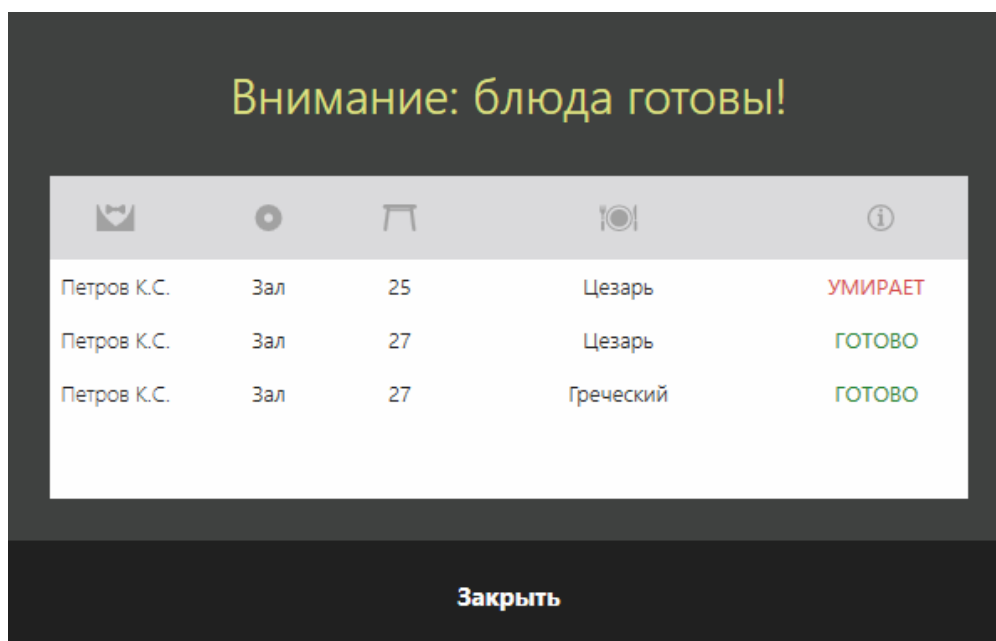 Внимание: блюда готовы!
Петров К.С. Зал 25 Цезарь УМИРАЕТ
Петров К.С. Зал 27 Цезарь ГОТОВО
Петров К.С. Зал 27 Греческий ГОТОВО
Закрыть